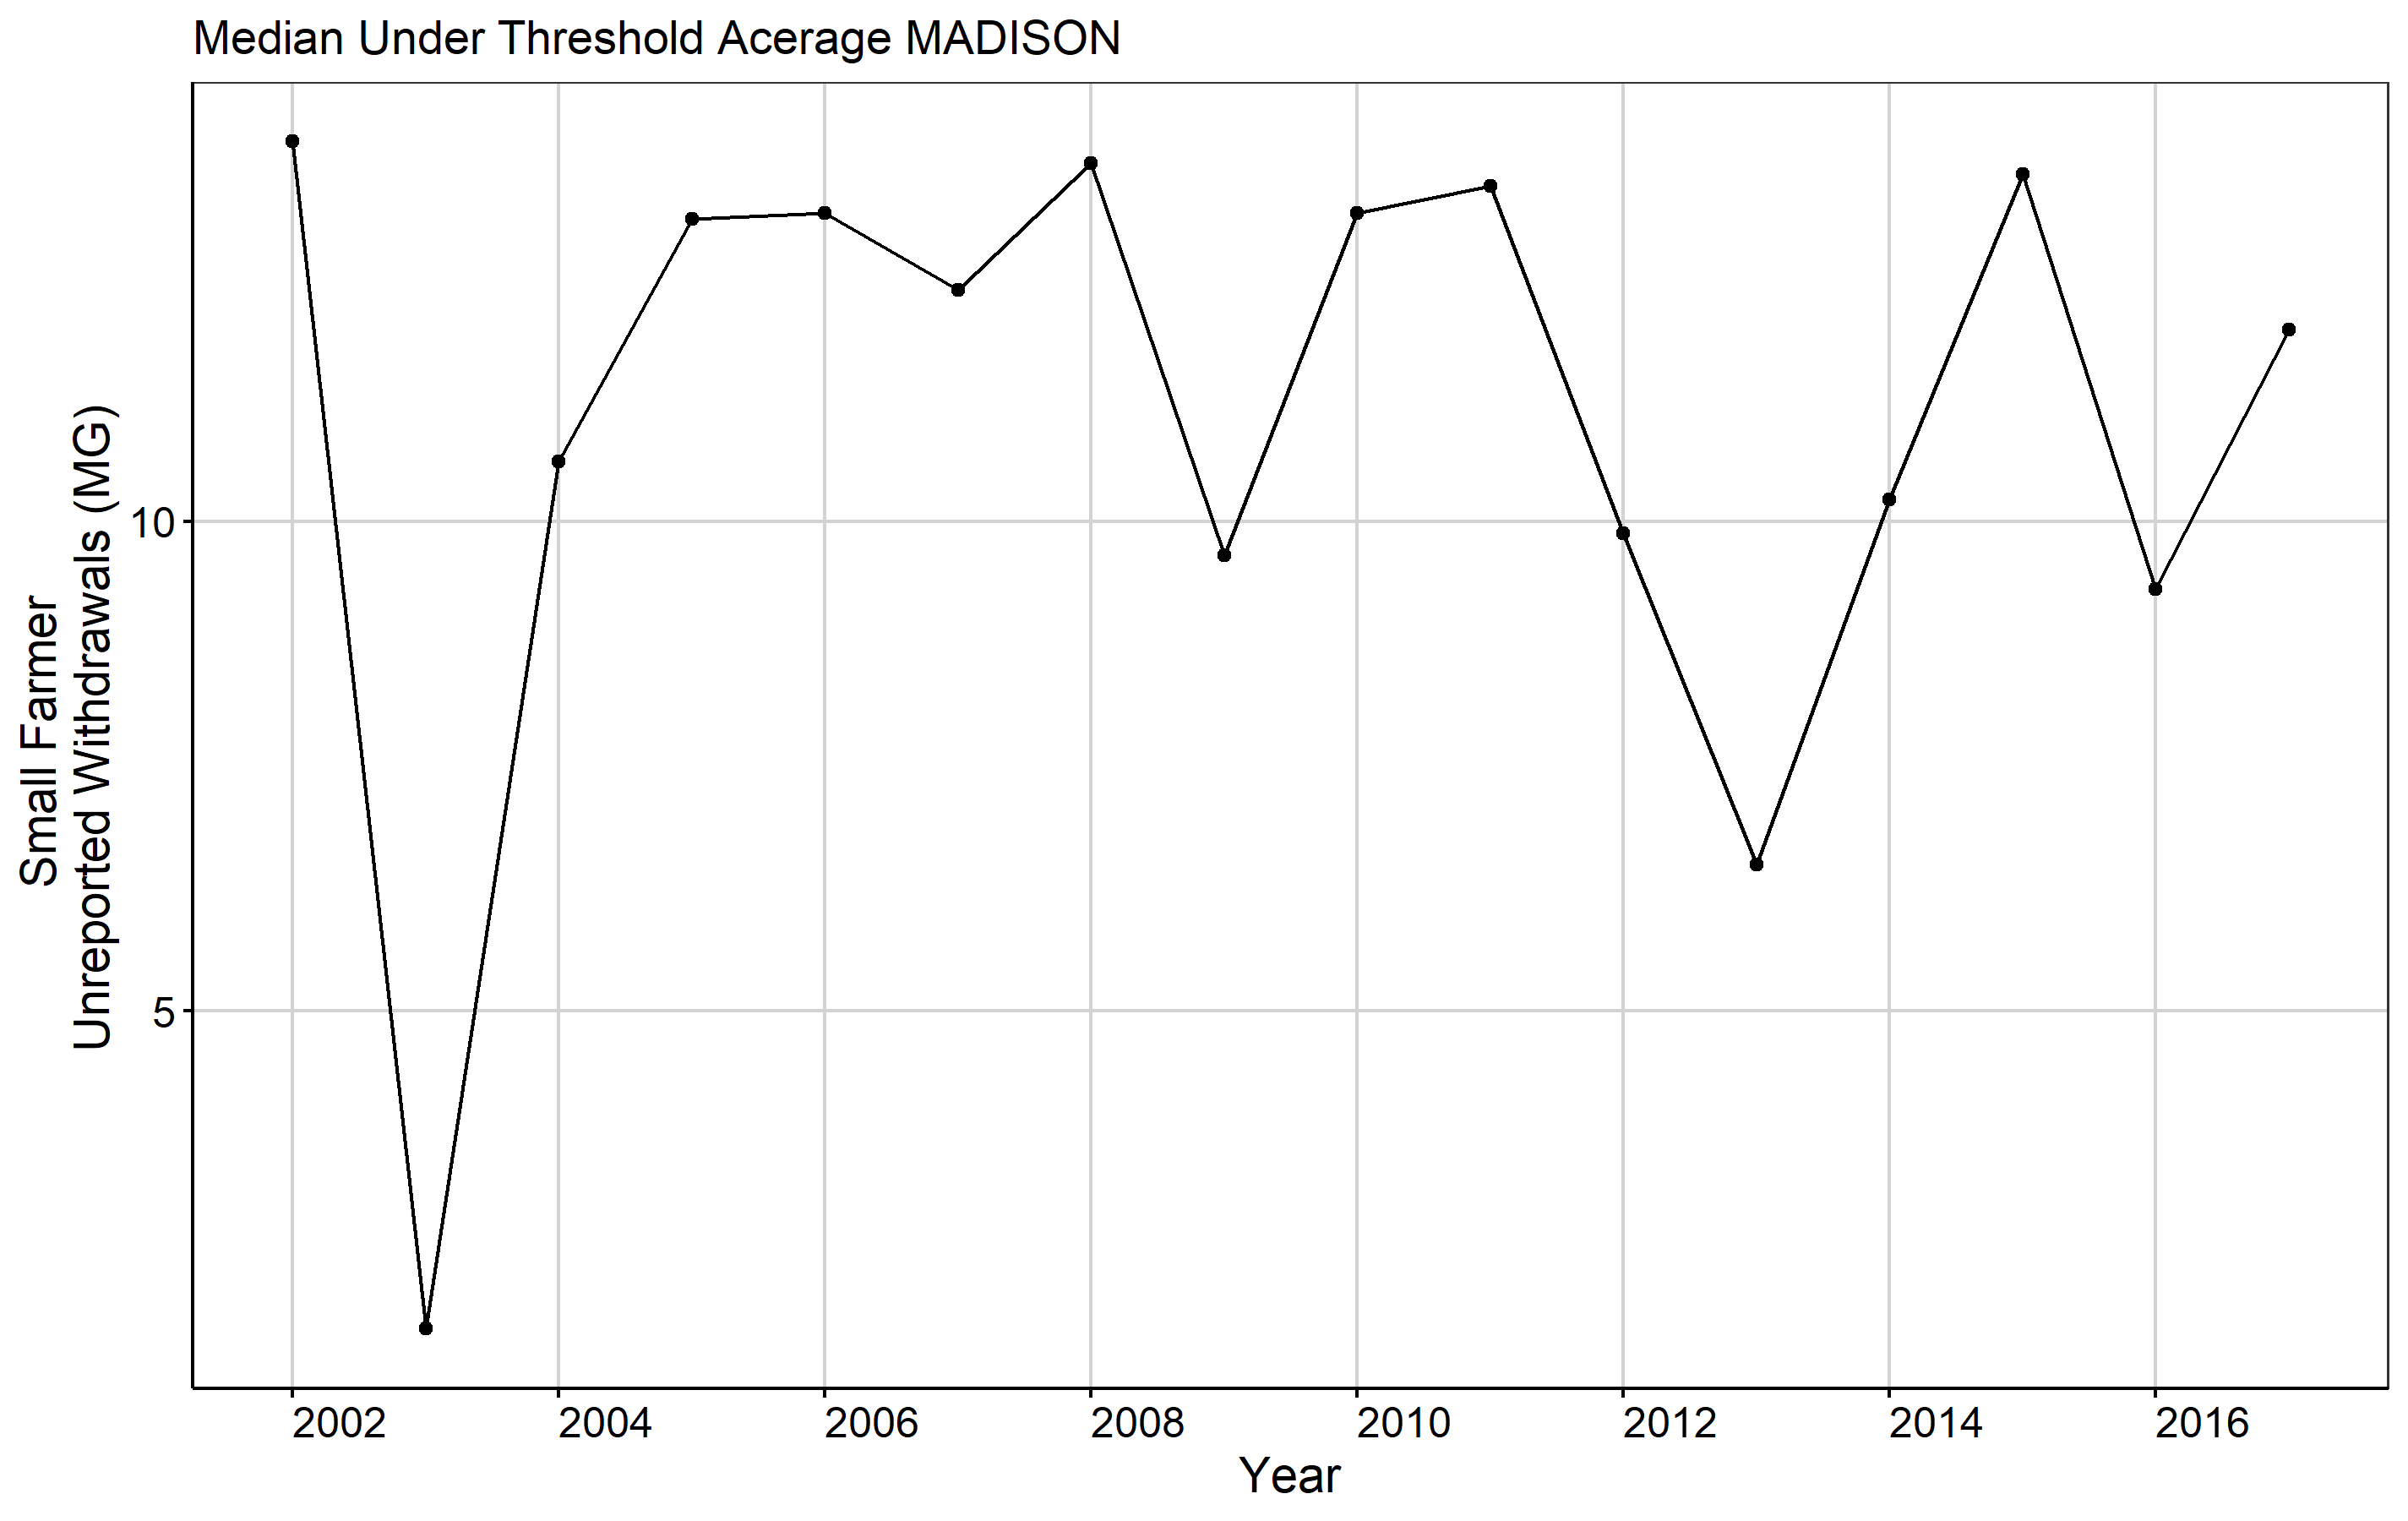 Median Under Threshold Acerage MADISON
Small Farmer
Unreported Withdrawals (MG)
10
5
2002 2004 2006 2008 2010 2012 2014 2016
Year